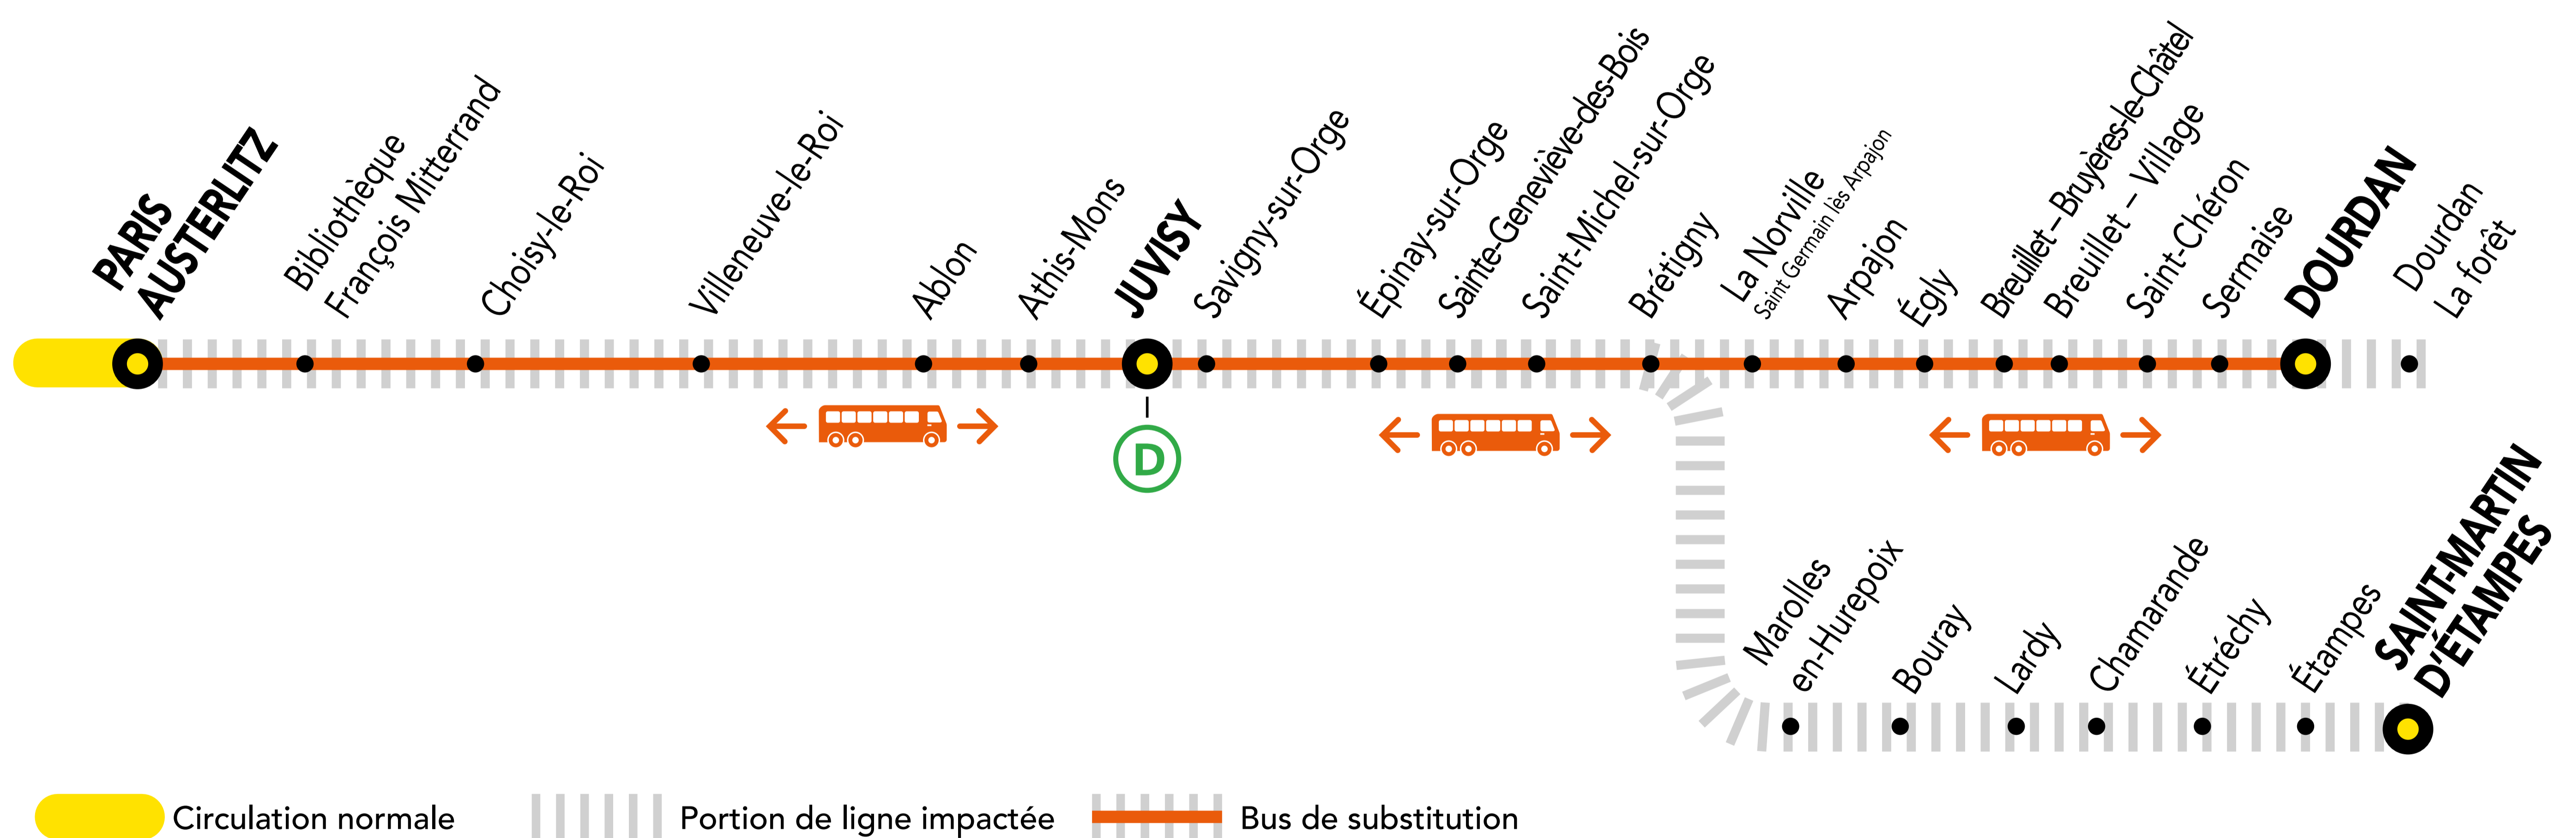 PARIS
AUSTERLITZ
Bibliothèque
François Mitterrand
Choisy-le-Roi
Villeneuve-le-Roi
Ablon
Athis-Mons
JUVISY
Savigny-sur-Orge
Épinay-sur-Orge
Sainte-Geneviève-des-Bois
Saint-Michel-sur-Orge
Brétigny
La Norville
Saint Germain lès Arpajon
Arpajon
Égly
Breuillet – Bruyères-le-Châtel
Breuillet – Village
Saint-Chéron
Sermaise
DOURDAN
Dourdan
La forêt
D
Marolles
en-Hurepoix
Bouray
Lardy
Chamarande
Étréchy
Étampes
SAINT-MARTIN
D'ÉTAMPES
Circulation normale
Portion de ligne impactée
Bus de substitution